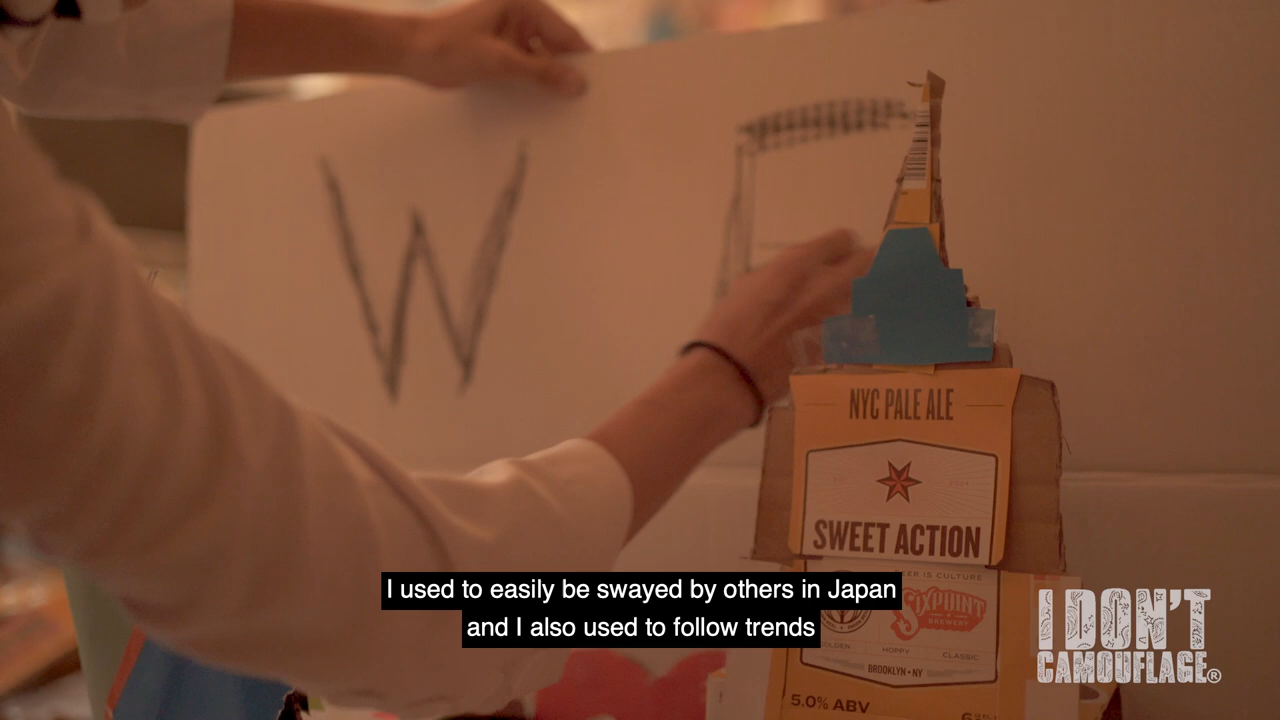 W
NYC PALE ALE
SWEET ACTION
BEER IS CULTURE
SIXPOINT
BREWERY
GOLDEN HOPPY CLASSIC
BROOKLYN • NY
5.0% ABV
I used to easily be swayed by others in Japan
and I also used to follow trends
I DON'T
CAMOUFLAGE®